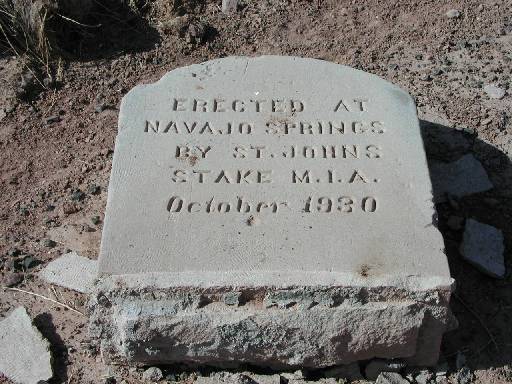 ERECTED AT
NAVAJO SPRINGS
BY ST. JOHNS
STAKE M.I.A.
October 1930